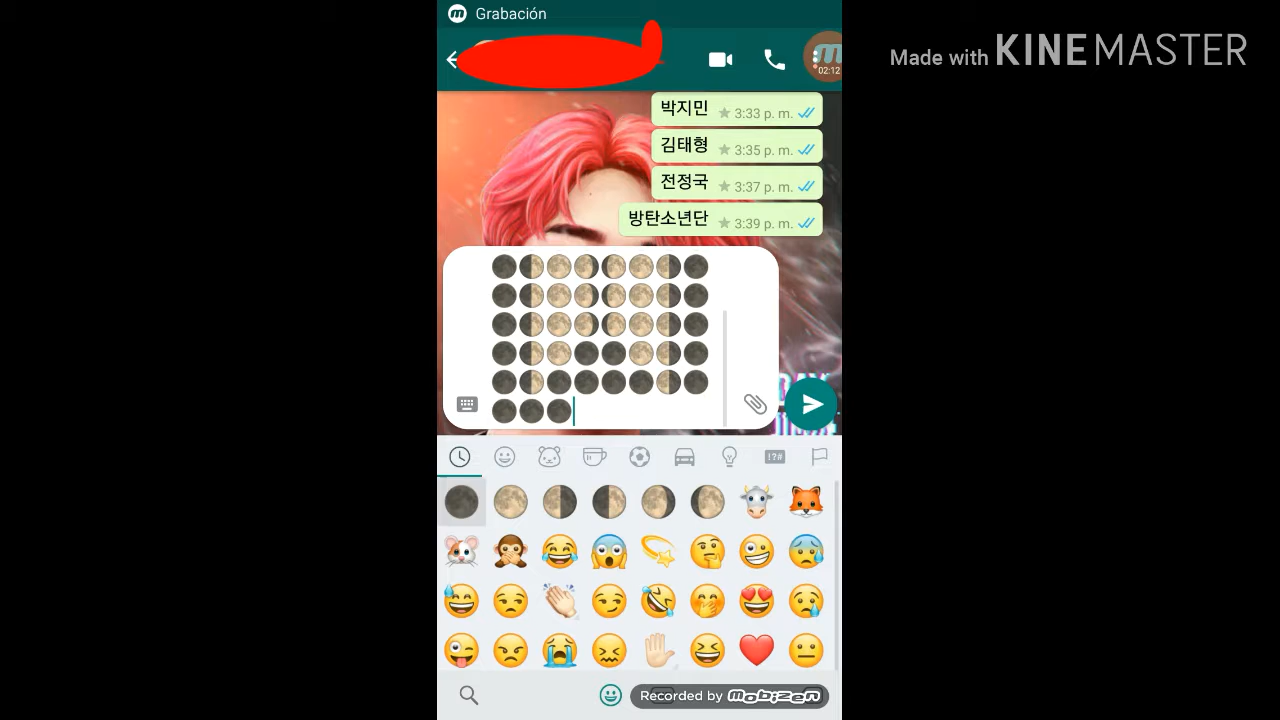 Grabación
Made with KINEMASTER
02:12
박지민 3:33 p. m.
김태형 3:35 p. m.
전정국 3:37 p. m.
방탄소년단 3:39 p. m.
!?#
Recorded by mobizen